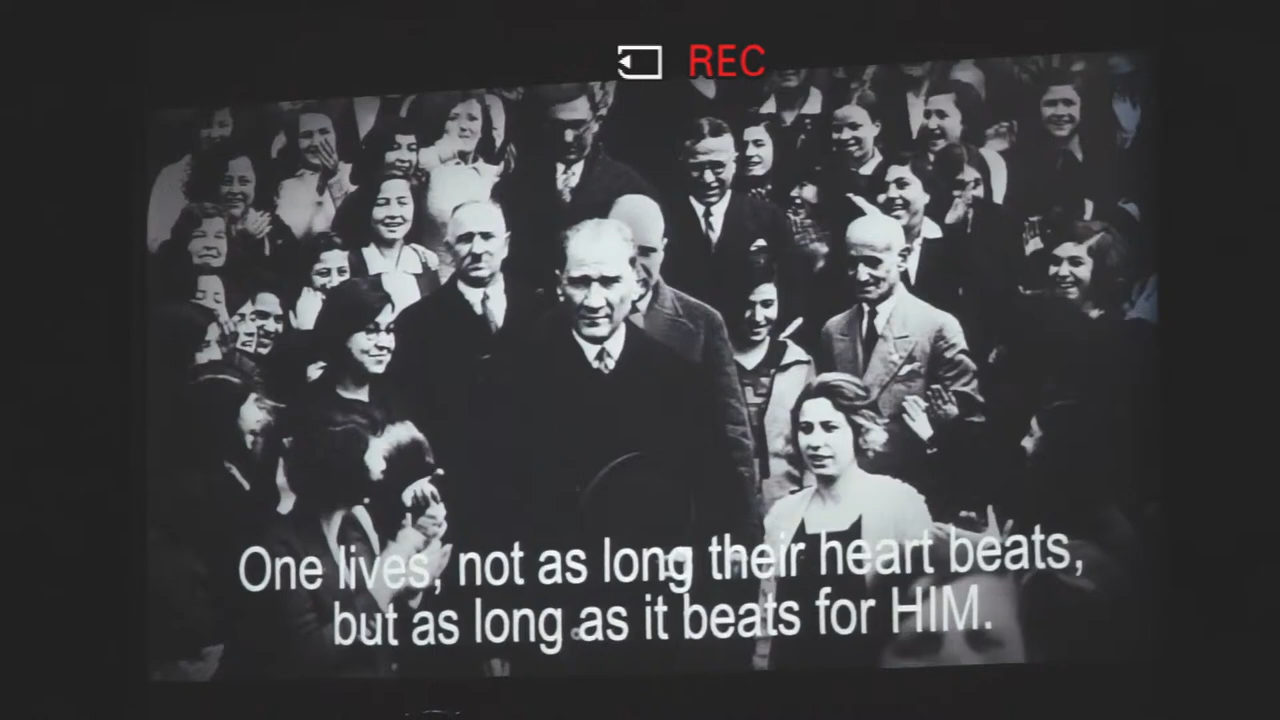 REC
One lives, not as long their heart beats,
but as long as it beats for HIM.